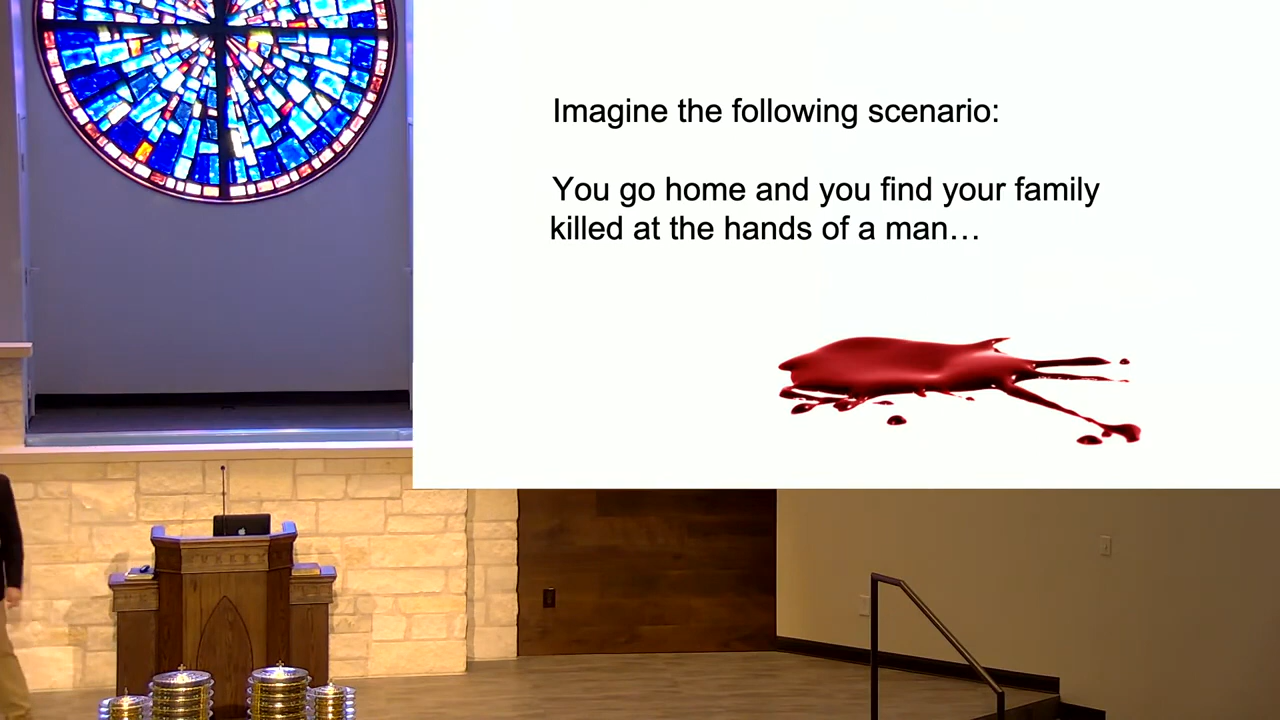 Imagine the following scenario:
You go home and you find your family
killed at the hands of a man…